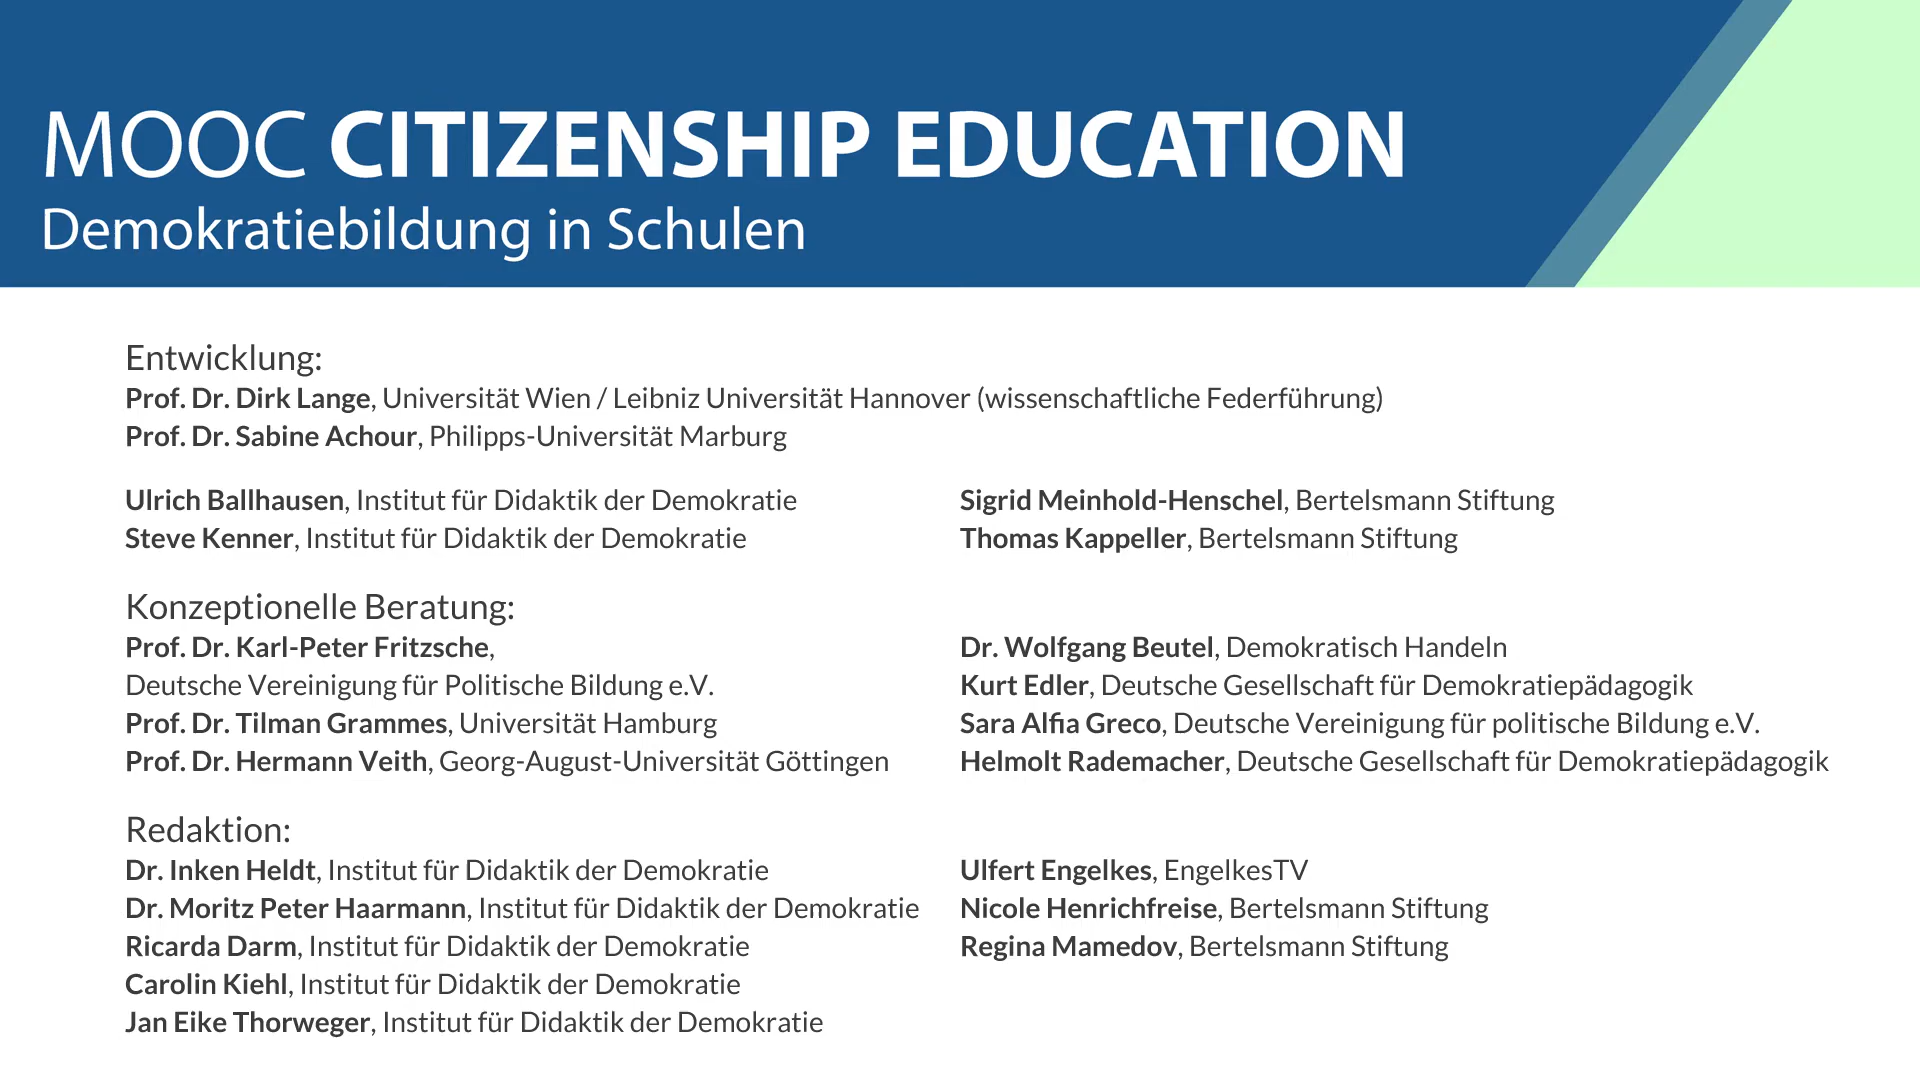 MOOC CITIZENSHIP EDUCATION
Demokratiebildung in Schulen
Entwicklung:
Prof. Dr. Dirk Lange, Universität Wien / Leibniz Universität Hannover (wissenschaftliche Federführung)
Prof. Dr. Sabine Achour, Philipps-Universität Marburg
Ulrich Ballhausen, Institut für Didaktik der Demokratie
Steve Kenner, Institut für Didaktik der Demokratie
Sigrid Meinhold-Henschel, Bertelsmann Stiftung
Thomas Kappeller, Bertelsmann Stiftung
Konzeptionelle Beratung:
Prof. Dr. Karl-Peter Fritzsche,
Deutsche Vereinigung für Politische Bildung e.V.
Prof. Dr. Tilman Grammes, Universität Hamburg
Prof. Dr. Hermann Veith, Georg-August-Universität Göttingen
Dr. Wolfgang Beutel, Demokratisch Handeln
Kurt Edler, Deutsche Gesellschaft für Demokratiepädagogik
Sara Alfia Greco, Deutsche Vereinigung für politische Bildung e.V.
Helmolt Rademacher, Deutsche Gesellschaft für Demokratiepädagogik
Redaktion:
Dr. Inken Heldt, Institut für Didaktik der Demokratie
Dr. Moritz Peter Haarmann, Institut für Didaktik der Demokratie
Ricarda Darm, Institut für Didaktik der Demokratie
Carolin Kiehl, Institut für Didaktik der Demokratie
Jan Eike Thorweger, Institut für Didaktik der Demokratie
Ulfert Engelkes, EngelkesTV
Nicole Henrichfreise, Bertelsmann Stiftung
Regina Mamedov, Bertelsmann Stiftung